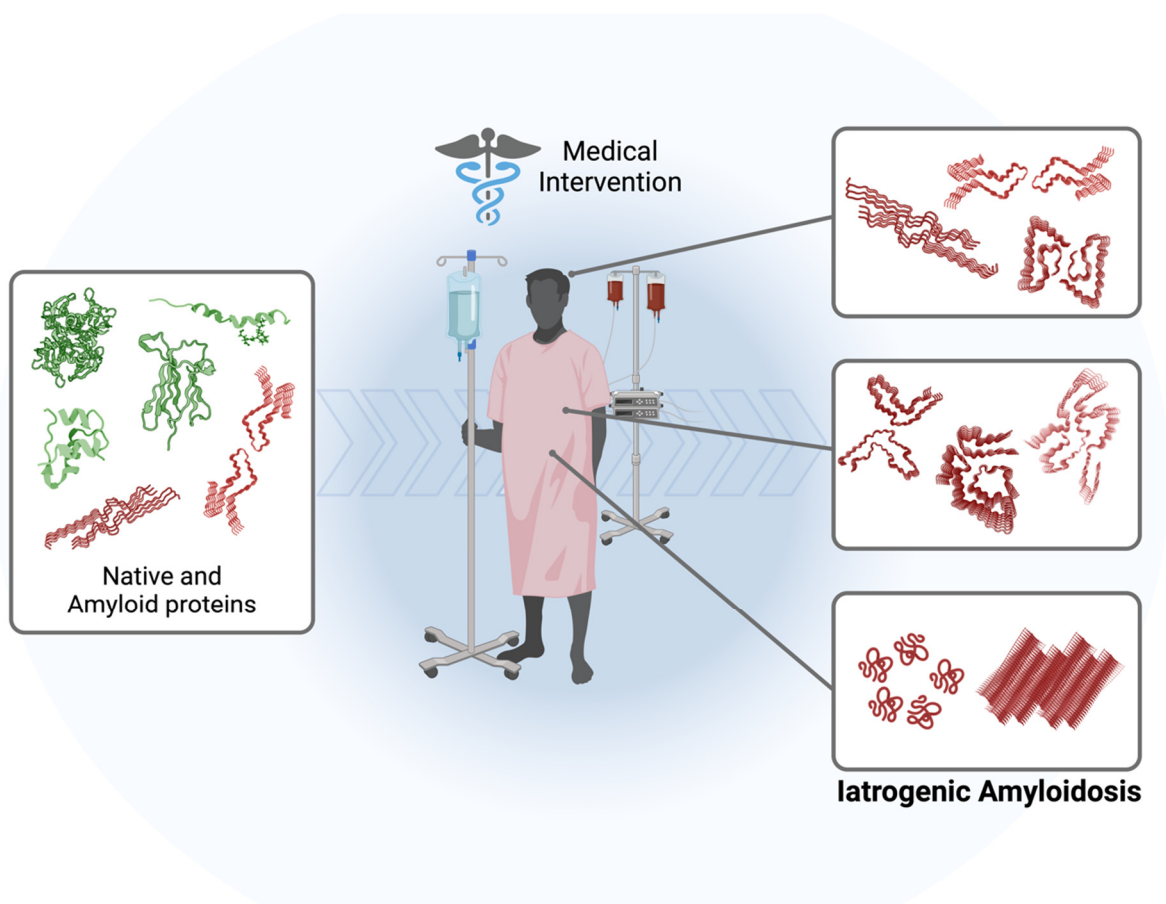 Medical
Intervention
Native and
Amyloid proteins
Iatrogenic Amyloidosis